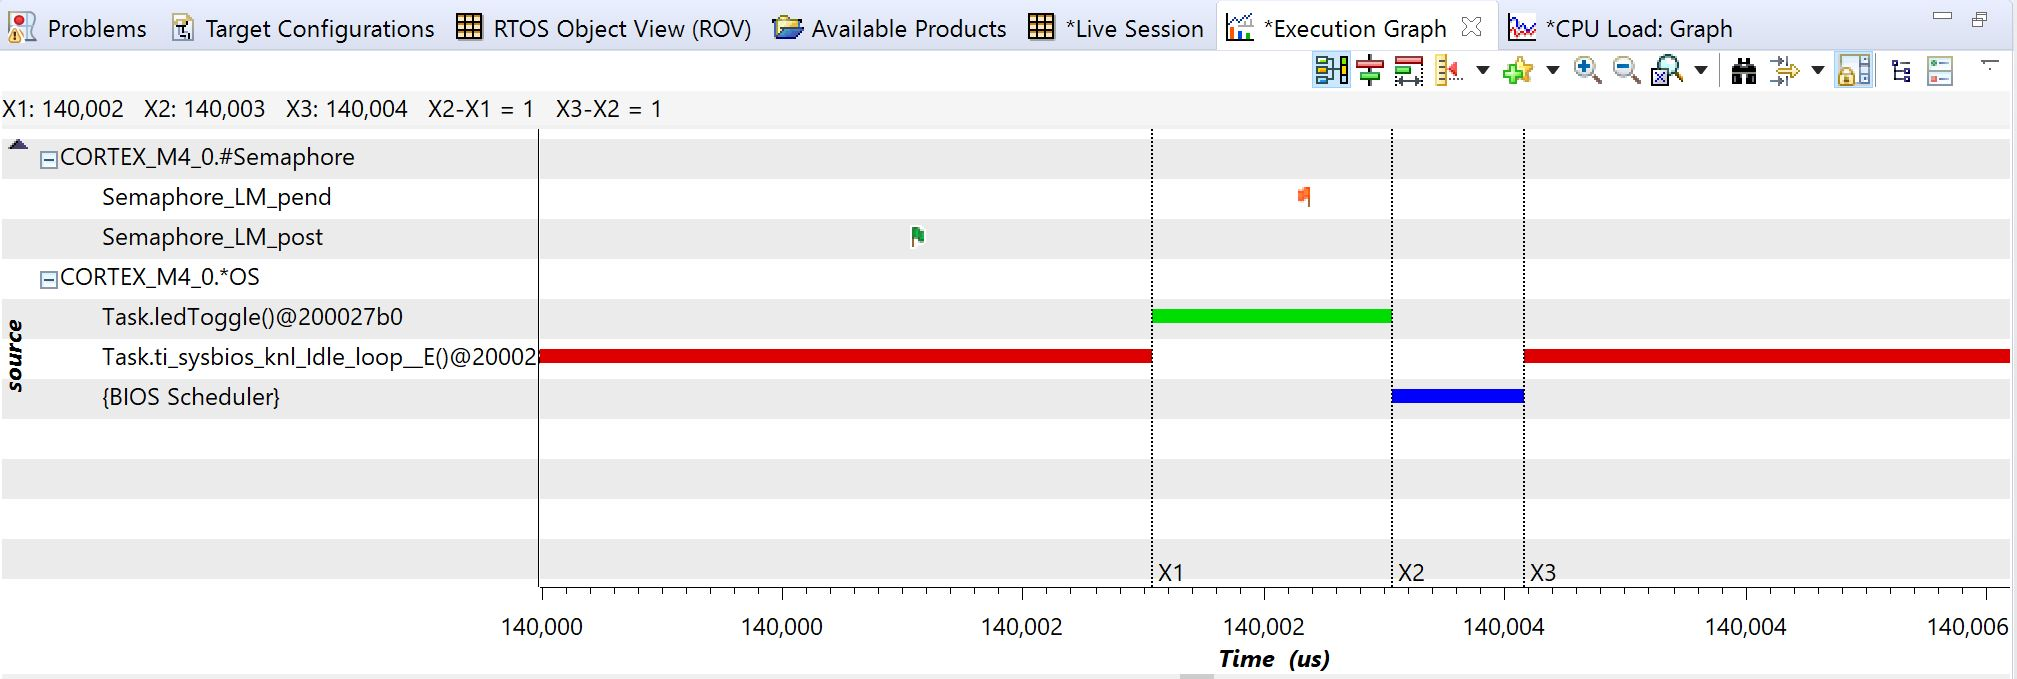 Problems Target Configurations RTOS Object View (ROV) Available Products *Live Session *Execution Graph *CPU Load: Graph
X1: 140,002 X2: 140,003 X3: 140,004 X2-X1 = 1 X3-X2 = 1
CORTEX_M4_0.#Semaphore
Semaphore_LM_pend
Semaphore_LM_post
CORTEX_M4_0.*OS
Task.ledToggle()@200027b0
Task.ti_sysbios_knl_Idle_loop__E()@20002
{BIOS Scheduler}
source
X1 X2 X3
140,000 140,000 140,002 140,002 140,004 140,004 140,006
Time (us)